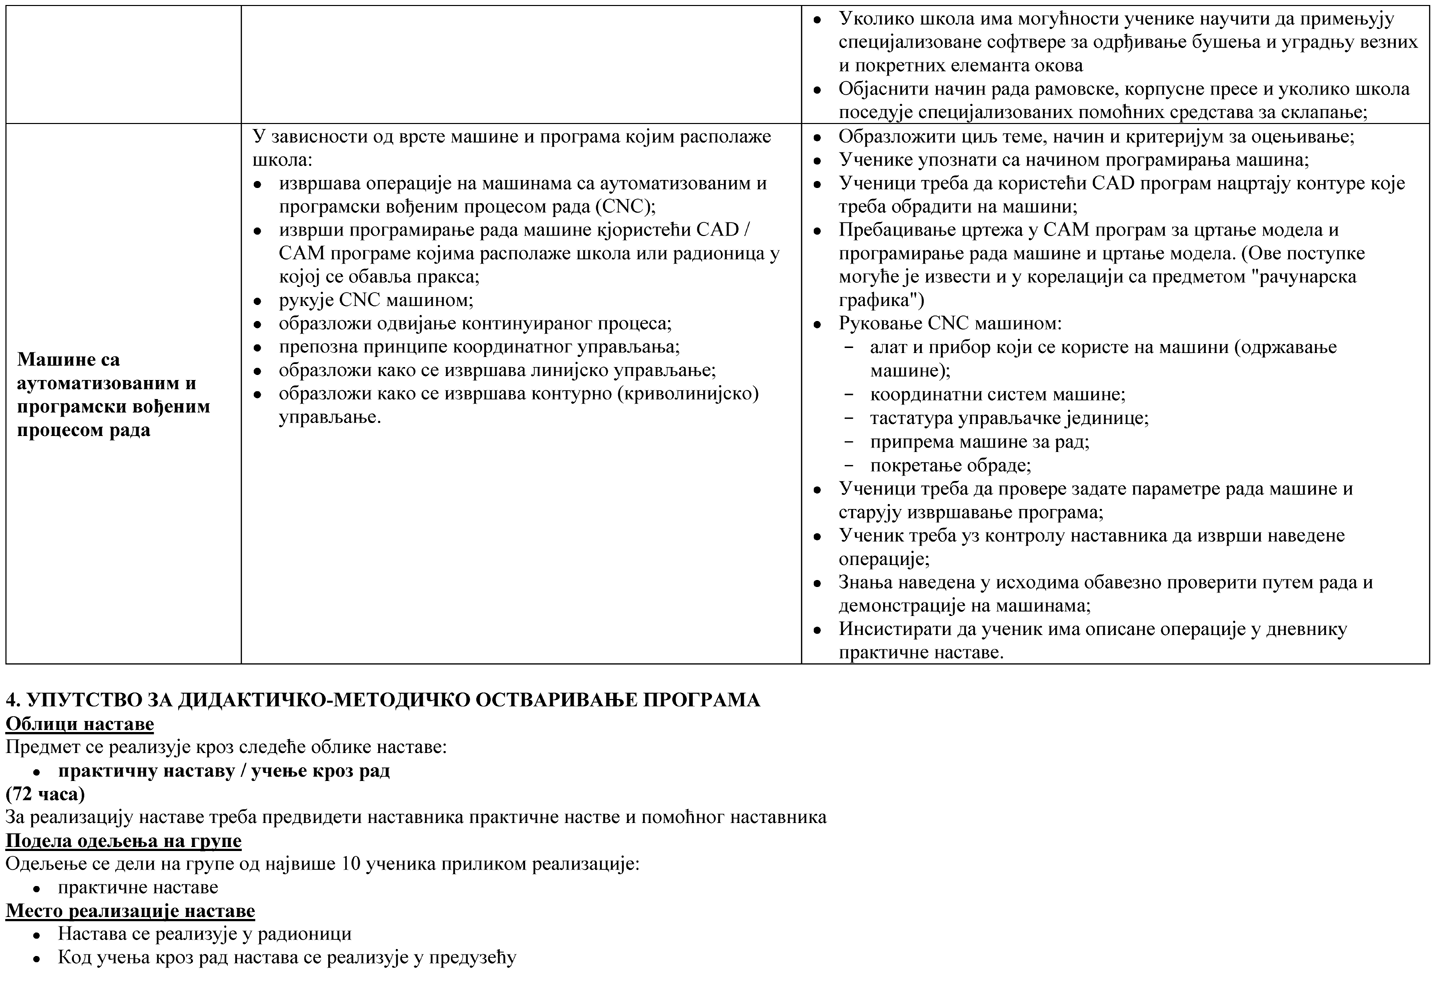 • Уколико школа има могућности ученике научити да примењују
специјализоване софтвере за одрђивање бушења и уградњу везних
и покретних елеманта окова
• Објаснити начин рада рамовске, корпусне пресе и уколико школа
поседује специјализованих помоћних средстава за склапање;
Машине са
аутоматизованим и
програмски вођеним
процесом рада
У зависности од врсте машине и програма којим располаже
школа:
• извршава операције на машинама са аутоматизованим и
програмски вођеним процесом рада (CNC);
• изврши програмирање рада машине кјористећи CAD /
CAM програме којима располаже школа или радионица у
којој се обавља пракса;
• рукује CNC машином;
• образложи одвијање континуираног процеса;
• препозна принципе координатног управљања;
• образложи како се извршава линијско управљање;
• образложи како се извршава контурно (криволинијско)
управљање.
• Образложити циљ теме, начин и критеријум за оцењивање;
• Ученике упознати са начином програмирања машина;
• Ученици треба да користећи CAD програм нацртају контуре које
треба обрадити на машини;
• Пребацивање цртежа у CAM програм за цртање модела и
програмирање рада машине и цртање модела. (Ове поступке
могуће је извести и у корелацији са предметом "рачунарска
графика")
• Руковање CNC машином:
− алат и прибор који се користе на машини (одржавање
машине);
− координатни систем машине;
− тастатура управљачке јединице;
− припрема машине за рад;
− покретање обраде;
• Ученици треба да провере задате параметре рада машине и
старују извршавање програма;
• Ученик треба уз контролу наставника да изврши наведене
операције;
• Знања наведена у исходима обавезно проверити путем рада и
демонстрације на машинама;
• Инсистирати да ученик има описане операције у дневнику
практичне наставе.
4. УПУТСТВО ЗА ДИДАКТИЧКО-МЕТОДИЧКО ОСТВАРИВАЊЕ ПРОГРАМА
Облици наставе
Предмет се реализује кроз следеће облике наставе:
• практичну наставу / учење кроз рад
(72 часа)
За реализацију наставе треба предвидети наставника практичне настве и помоћног наставника
Подела одељења на групе
Одељење се дели на групе од највише 10 ученика приликом реализације:
• практичне наставе
Место реализације наставе
• Настава се реализује у радионици
• Код учења кроз рад настава се реализује у предузећу